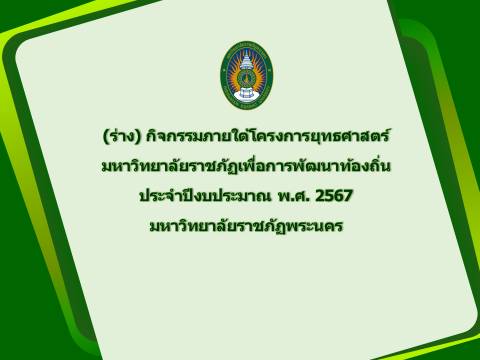 (ร่าง) กิจกรรมภายใต้โครงการยุทธศาสตร์
มหาวิทยาลัยราชภัฏเพื่อการพัฒนาท้องถิ่น
ประจำปีงบประมาณ พ.ศ. 2567
มหาวิทยาลัยราชภัฏพระนคร